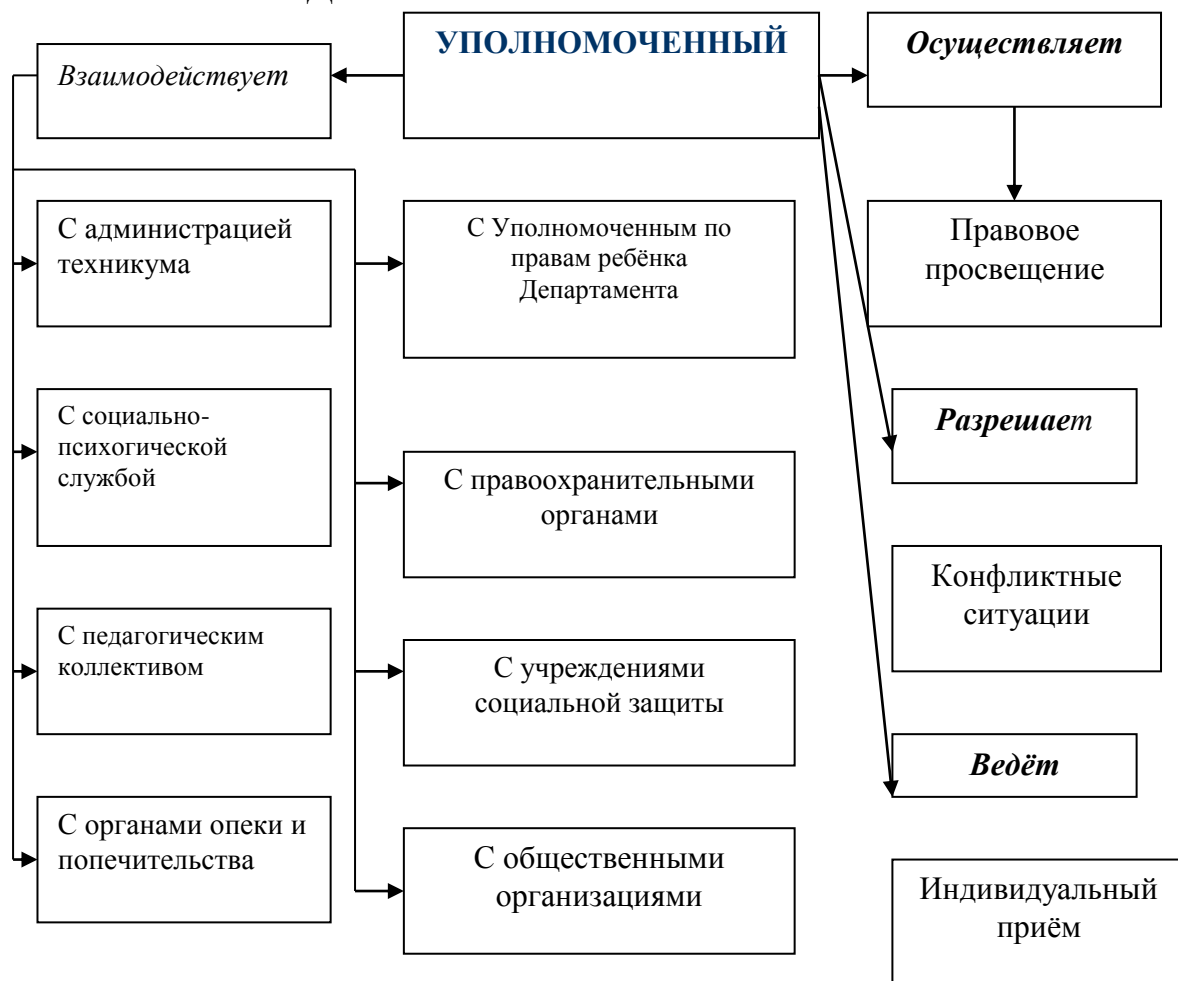 УПОЛНОМОЧЕННЫЙ
Взаимодействует
Осуществляет
С администрацией
техникума
С Уполномоченным по
правам ребёнка
Департамента
Правовое
просвещение
С социально-
психогической
службой
С правоохранительными
органами
Разрешает
Конфликтные
ситуации
С педагогическим
коллективом
С учреждениями
социальной защиты
Ведёт
С органами опеки и
попечительства
С общественными
организациями
Индивидуальный
приём